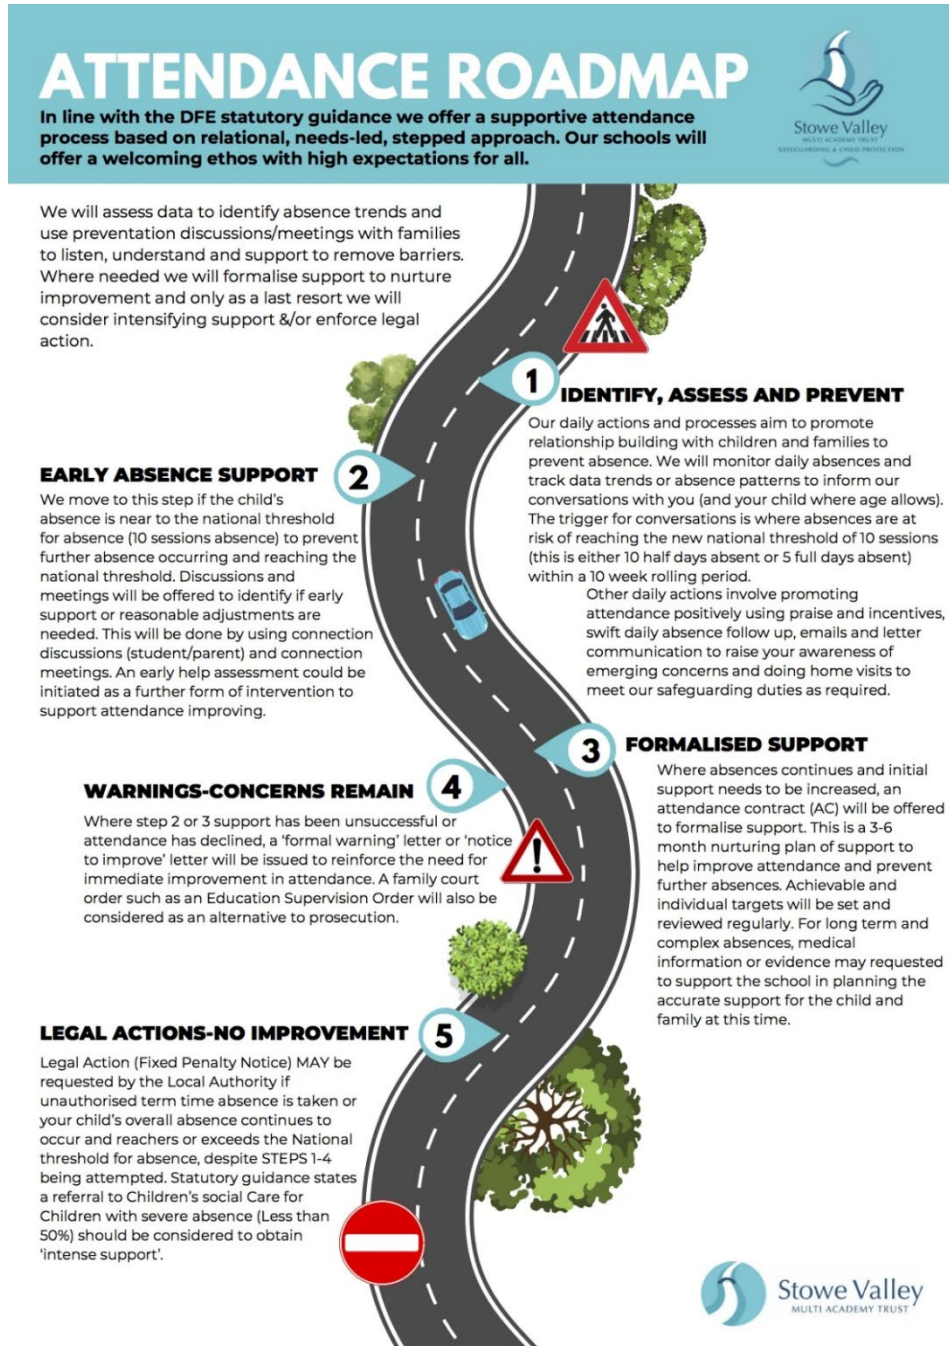 ATTENDANCE ROADMAP
In line with the DFE statutory guidance we offer a supportive attendance
process based on relational, needs-led, stepped approach. Our schools will
offer a welcoming ethos with high expectations for all.
Stowe Valley
MULTI ACADEMY TRUST
SAFEGUARDING & CHILD PROTECTION
We will assess data to identify absence trends and
use preventation discussions/meetings with families
to listen, understand and support to remove barriers.
Where needed we will formalise support to nurture
improvement and only as a last resort we will
consider intensifying support &/or enforce legal
action.
1
IDENTIFY, ASSESS AND PREVENT
Our daily actions and processes aim to promote
relationship building with children and families to
prevent absence. We will monitor daily absences and
track data trends or absence patterns to inform our
conversations with you (and your child where age allows).
The trigger for conversations is where absences are at
risk of reaching the new national threshold of 10 sessions
(this is either 10 half days absent or 5 full days absent)
within a 10 week rolling period.
Other daily actions involve promoting
attendance positively using praise and incentives,
swift daily absence follow up, emails and letter
communication to raise your awareness of
emerging concerns and doing home visits to
meet our safeguarding duties as required.
EARLY ABSENCE SUPPORT
2
We move to this step if the child's
absence is near to the national threshold
for absence (10 sessions absence) to prevent
further absence occurring and reaching the
national threshold. Discussions and
meetings will be offered to identify if early
support or reasonable adjustments are
needed. This will be done by using connection
discussions (student/parent) and connection
meetings. An early help assessment could be
initiated as a further form of intervention to
support attendance improving.
3
FORMALISED SUPPORT
Where absences continues and initial
support needs to be increased, an
attendance contract (AC) will be offered
to formalise support. This is a 3-6
month nurturing plan of support to
help improve attendance and prevent
further absences. Achievable and
individual targets will be set and
reviewed regularly. For long term and
complex absences, medical
information or evidence may requested
to support the school in planning the
accurate support for the child and
family at this time.
WARNINGS-CONCERNS REMAIN
4
Where step 2 or 3 support has been unsuccessful or
attendance has declined, a 'formal warning' letter or 'notice
to improve' letter will be issued to reinforce the need for
immediate improvement in attendance. A family court
order such as an Education Supervision Order will also be
considered as an alternative to prosecution.
!
LEGAL ACTIONS-NO IMPROVEMENT
5
Legal Action (Fixed Penalty Notice) MAY be
requested by the Local Authority if
unauthorised term time absence is taken or
your child's overall absence continues to
occur and reachers or exceeds the National
threshold for absence, despite STEPS 1-4
being attempted. Statutory guidance states
a referral to Children's social Care for
Children with severe absence (Less than
50%) should be considered to obtain
'intense support'.
Stowe Valley
MULTI ACADEMY TRUST